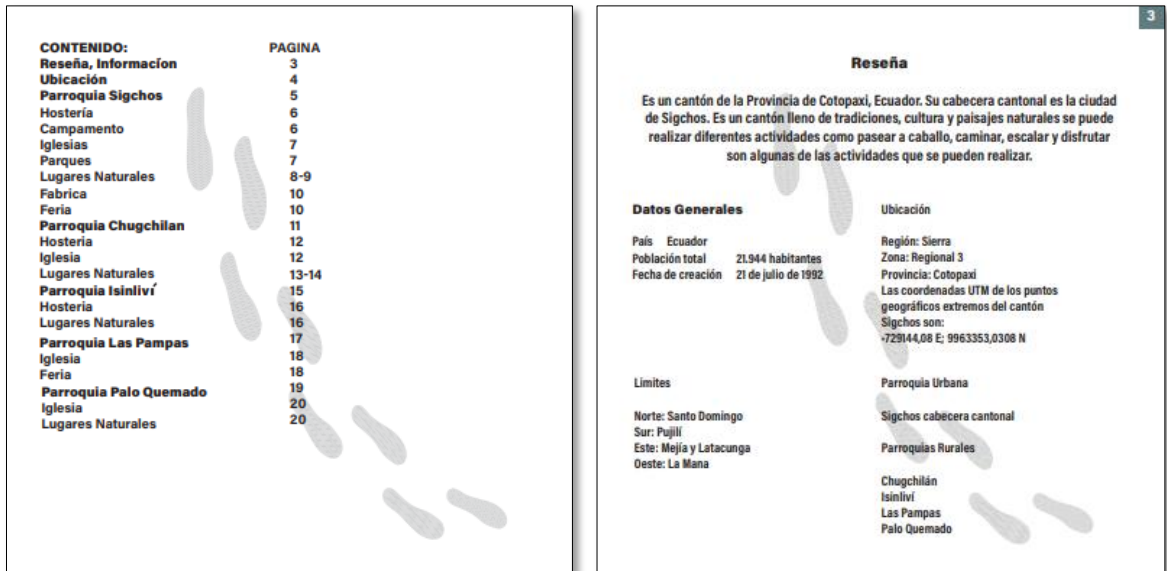 CONTENIDO: PAGINA
Reseña, Informacíon 3
Ubicación 4
Parroquia Sigchos 5
Hostería 6
Campamento 6
Iglesias 7
Parques 7
Lugares Naturales 8-9
Fabrica 10
Feria 10
Parroquia Chugchilan 11
Hosteria 12
Iglesia 12
Lugares Naturales 13-14
Parroquia Isinliví 15
Hosteria 16
Lugares Naturales 16
Parroquia Las Pampas 17
Iglesia 18
Feria 18
Parroquia Palo Quemado 19
Iglesia 20
Lugares Naturales 20
3
Reseña
Es un cantón de la Provincia de Cotopaxi, Ecuador. Su cabecera cantonal es la ciudad
de Sigchos. Es un cantón lleno de tradiciones, cultura y paisajes naturales se puede
realizar diferentes actividades como pasear a caballo, caminar, escalar y disfrutar
son algunas de las actividades que se pueden realizar.
Datos Generales
País Ecuador
Población total 21.944 habitantes
Fecha de creación 21 de julio de 1992
Ubicación
Región: Sierra
Zona: Regional 3
Provincia: Cotopaxi
Las coordenadas UTM de los puntos
geográficos extremos del cantón
Sigchos son:
-729144,08 E; 9963353,0308 N
Limites
Norte: Santo Domingo
Sur: Pujilí
Este: Mejía y Latacunga
Oeste: La Mana
Parroquia Urbana
Sigchos cabecera cantonal
Parroquias Rurales
Chugchilán
Isinliví
Las Pampas
Palo Quemado